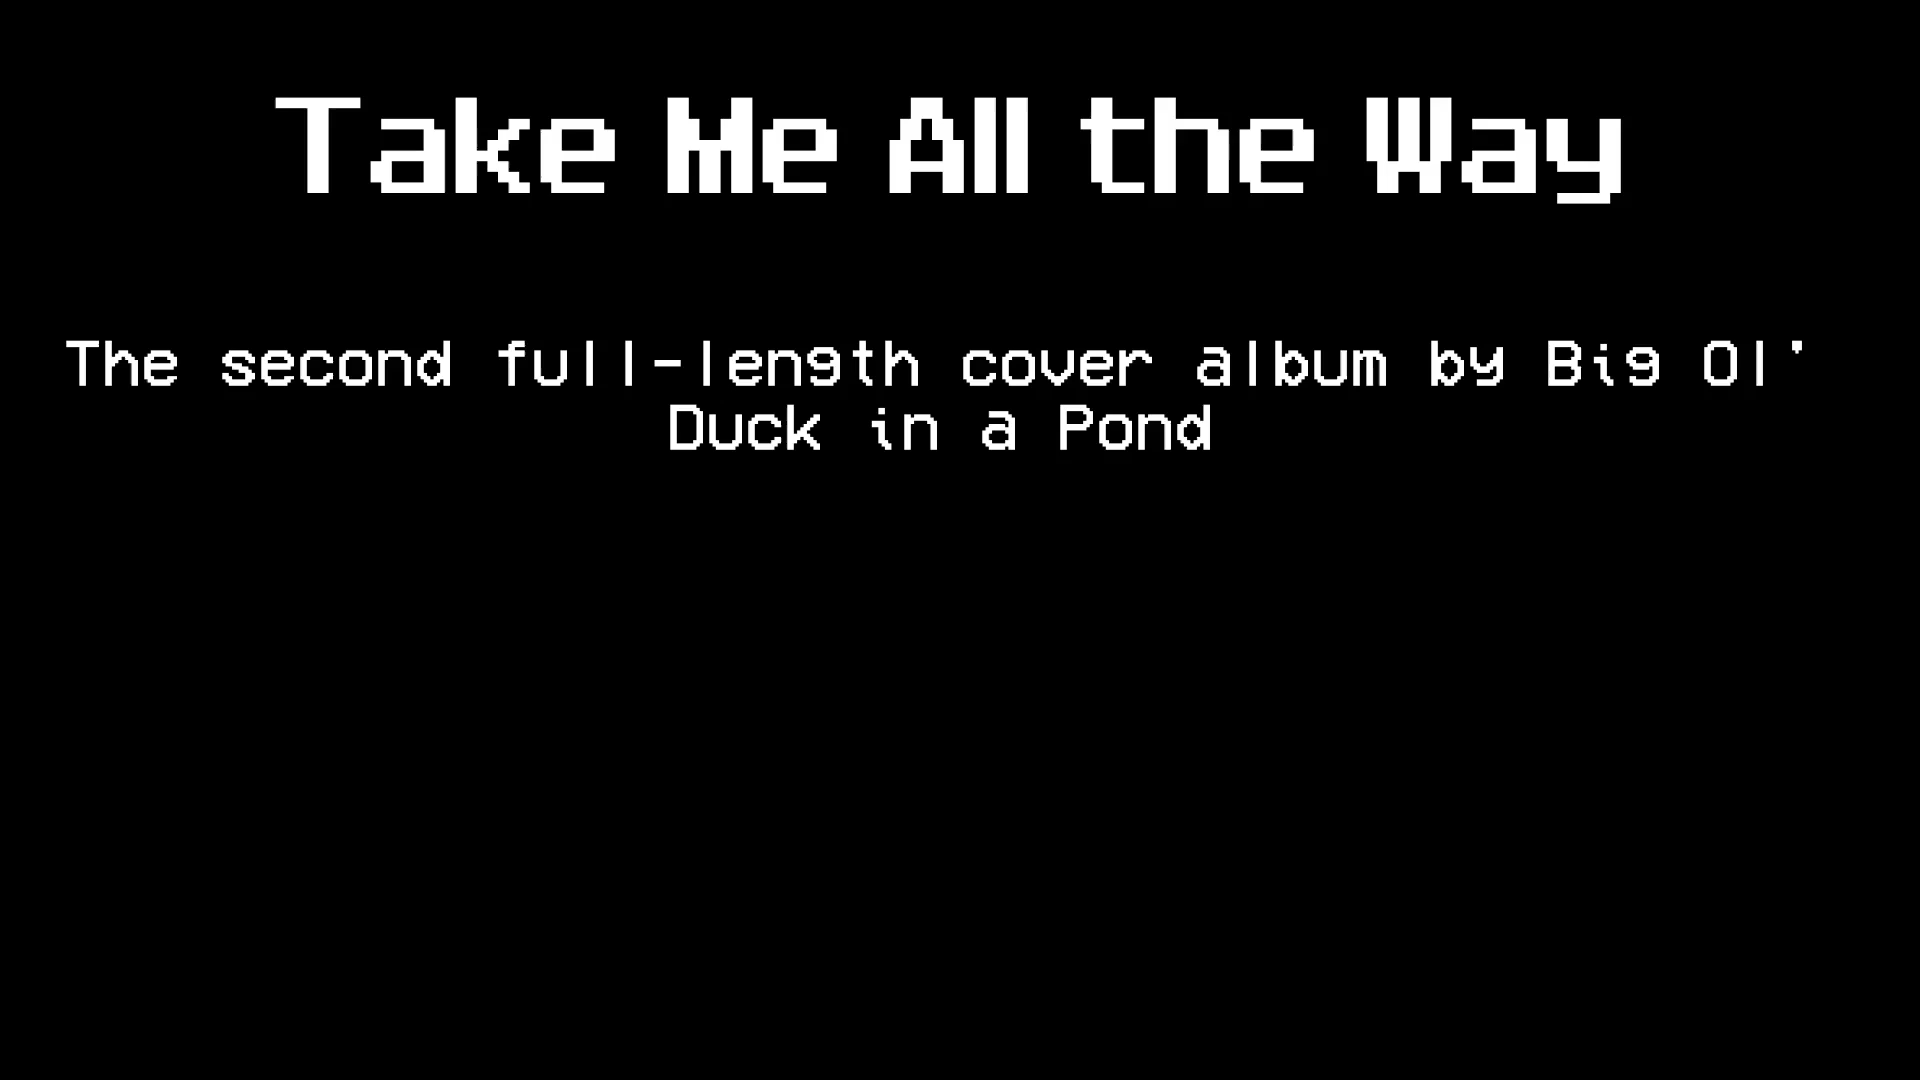 Take Me All the Way
The second full-length cover album by Big Ol'
Duck in a Pond